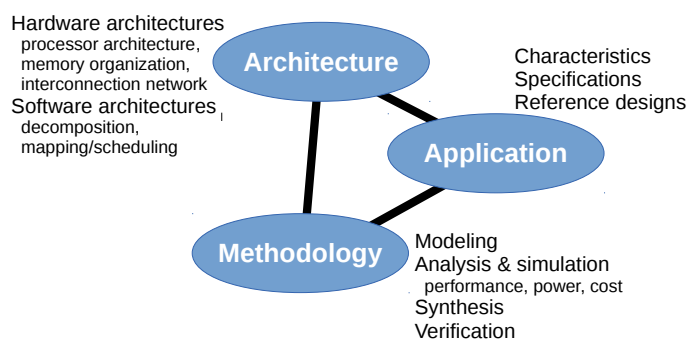 Hardware architectures
processor architecture,
memory organization,
interconnection network
Software architectures
decomposition,
mapping/scheduling
Architecture
Characteristics
Specifications
Reference designs
Application
Methodology
Modeling
Analysis & simulation
performance, power, cost
Synthesis
Verification